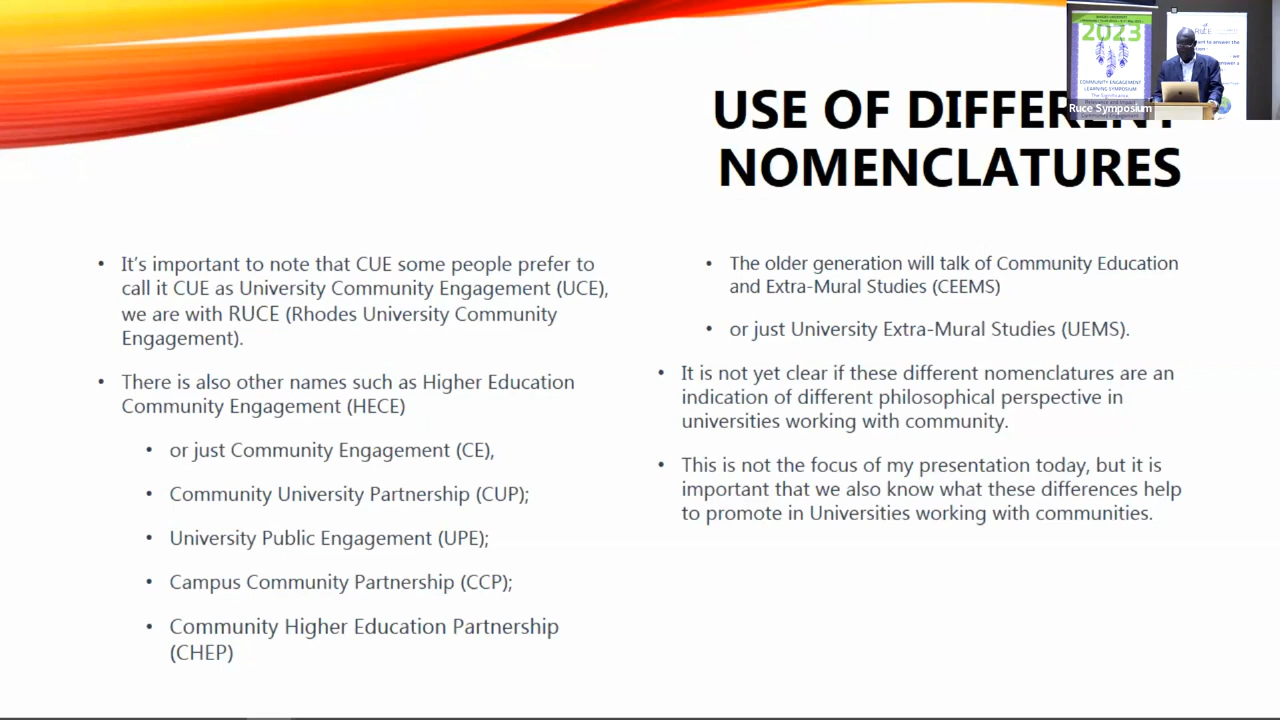 USE OF DIFFERENT
NOMENCLATURES
2023
COMMUNITY ENGAGEMENT
LEARNING SYMPOSIUM
The Significance,
Relevance and Impact
Ruce Symposium
RUCE
• It's important to note that CUE some people prefer to
call it CUE as University Community Engagement (UCE),
we are with RUCE (Rhodes University Community
Engagement).
• There is also other names such as Higher Education
Community Engagement (HECE)
• or just Community Engagement (CE),
• Community University Partnership (CUP);
• University Public Engagement (UPE);
• Campus Community Partnership (CCP);
• Community Higher Education Partnership
(CHEP)
• The older generation will talk of Community Education
and Extra-Mural Studies (CEEMS)
• or just University Extra-Mural Studies (UEMS).
• It is not yet clear if these different nomenclatures are an
indication of different philosophical perspective in
universities working with community.
• This is not the focus of my presentation today, but it is
important that we also know what these differences help
to promote in Universities working with communities.